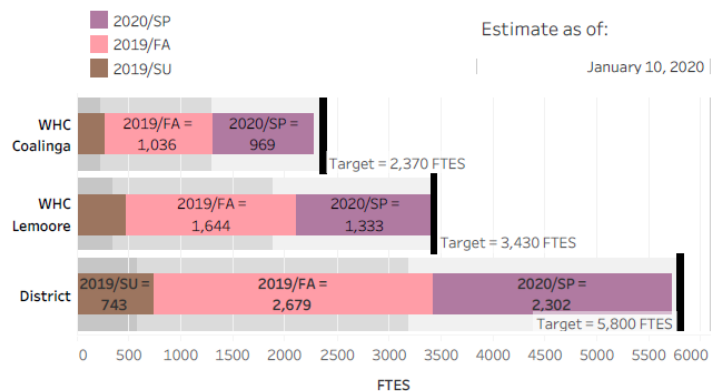 2020/SP
2019/FA
2019/SU
Estimate as of:
January 10, 2020
WHC
Coalinga
2019/FA =
1,036
2020/SP =
969
Target = 2,370 FTES
WHC
Lemoore
2019/FA =
1,644
2020/SP =
1,333
Target = 3,430 FTES
District
2019/SU =
743
2019/FA =
2,679
2020/SP =
2,302
Target = 5,800 FTES
0 500 1000 1500 2000 2500 3000 3500 4000 4500 5000 5500 6000
FTES